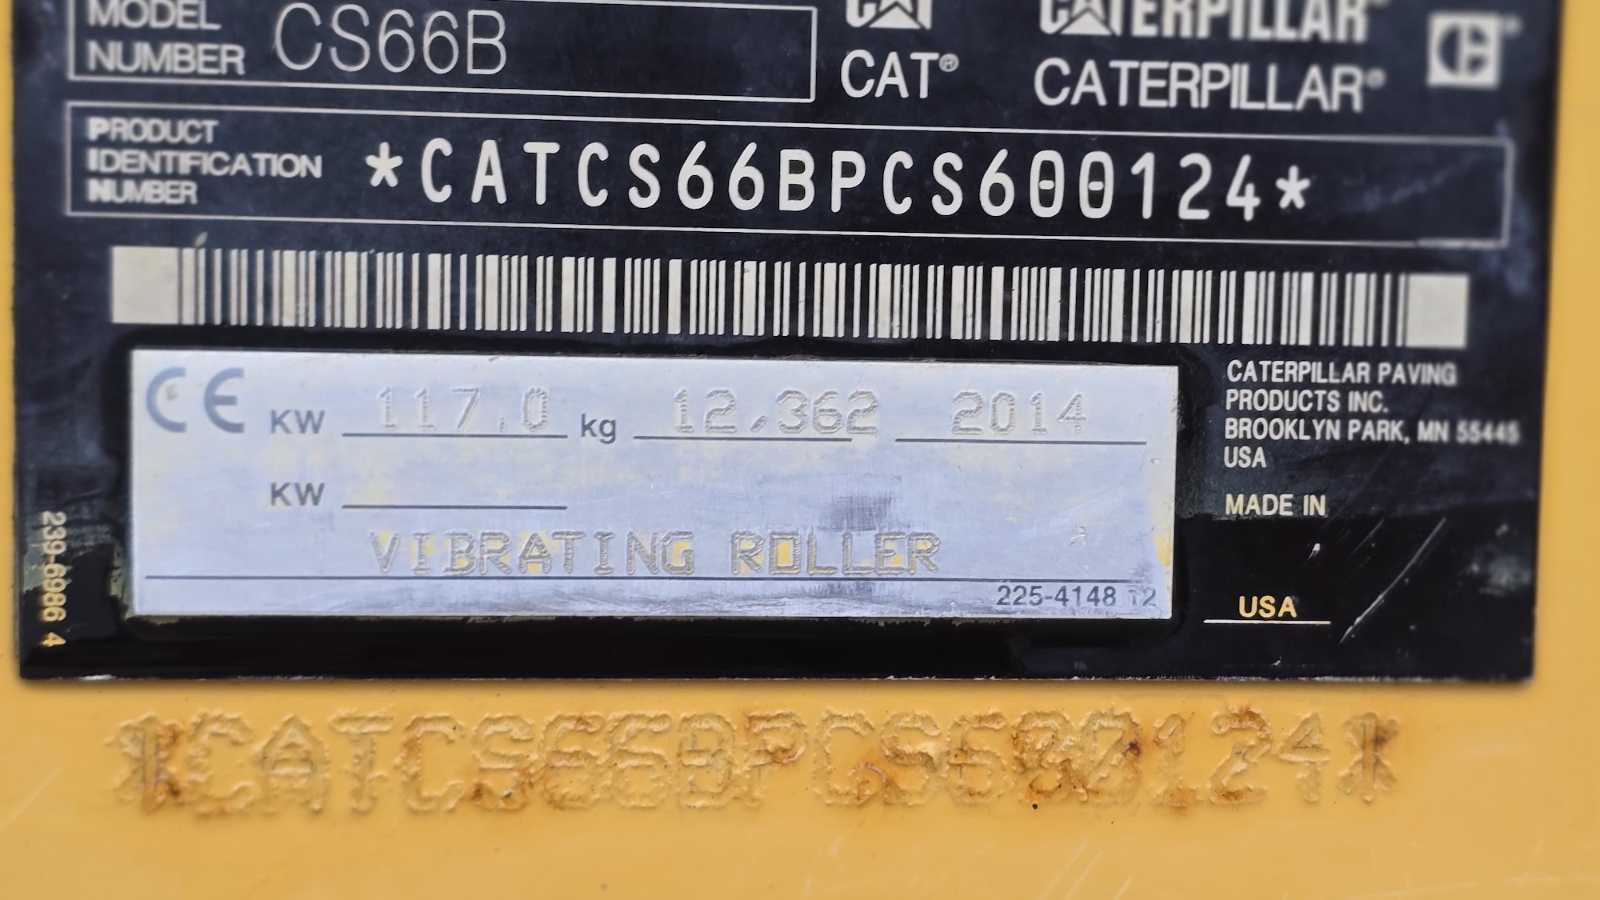 MODEL
NUMBER CS66B
CAT CATERPILLAR
CAT® CATERPILLAR®
PRODUCT
IDENTIFICATION
NUMBER
*CATCS66BPCS600124*
CE KW 117.0 kg 12,362 2014
KW
VIBRATING ROLLER
225-4148 12
CATERPILLAR PAVING
PRODUCTS INC.
BROOKLYN PARK, MN 55445
USA
MADE IN
USA
239-6986 4
*CATCS66BPCS600124*